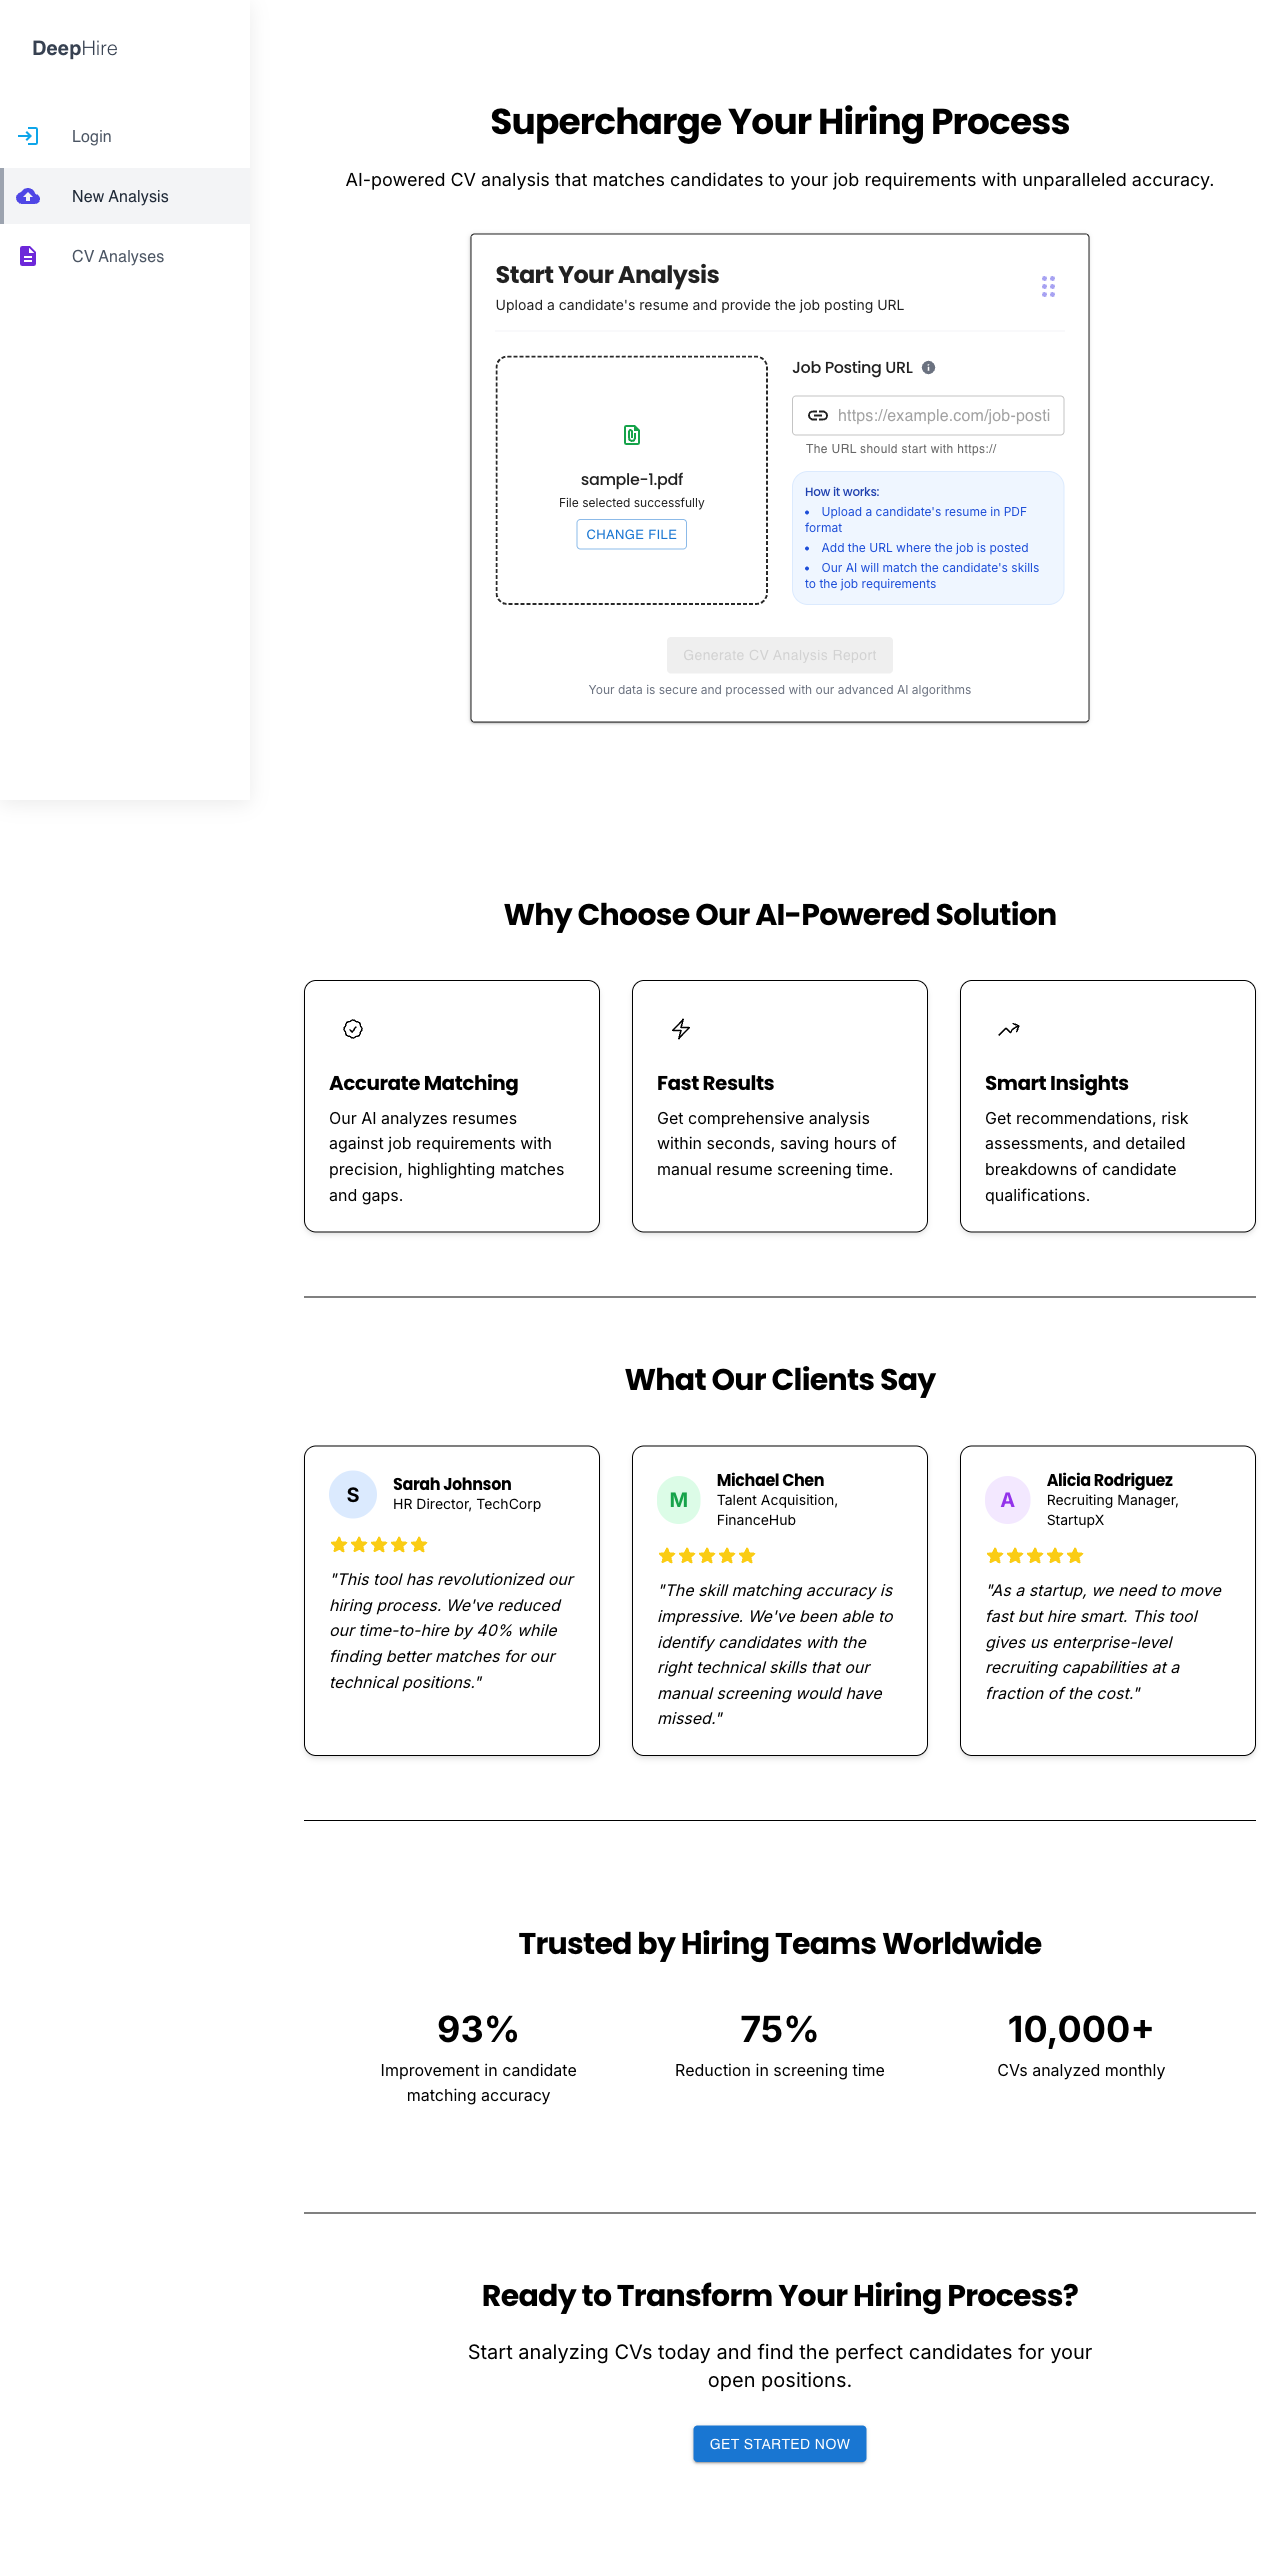 DeepHire
Login
New Analysis
CV Analyses
Supercharge Your Hiring Process
AI-powered CV analysis that matches candidates to your job requirements with unparalleled accuracy.
Start Your Analysis
Upload a candidate's resume and provide the job posting URL
sample-1.pdf
File selected successfully
CHANGE FILE
Job Posting URL
https://example.com/job-posti
The URL should start with https://
How it works:
• Upload a candidate's resume in PDF
format
• Add the URL where the job is posted
• Our AI will match the candidate's skills
to the job requirements
Generate CV Analysis Report
Your data is secure and processed with our advanced AI algorithms
Why Choose Our AI-Powered Solution
Accurate Matching
Our AI analyzes resumes
against job requirements with
precision, highlighting matches
and gaps.
Fast Results
Get comprehensive analysis
within seconds, saving hours of
manual resume screening time.
Smart Insights
Get recommendations, risk
assessments, and detailed
breakdowns of candidate
qualifications.
What Our Clients Say
S
Sarah Johnson
HR Director, TechCorp
"This tool has revolutionized our
hiring process. We've reduced
our time-to-hire by 40% while
finding better matches for our
technical positions."
M
Michael Chen
Talent Acquisition,
FinanceHub
"The skill matching accuracy is
impressive. We've been able to
identify candidates with the
right technical skills that our
manual screening would have
missed."
A
Alicia Rodriguez
Recruiting Manager,
StartupX
"As a startup, we need to move
fast but hire smart. This tool
gives us enterprise-level
recruiting capabilities at a
fraction of the cost."
Trusted by Hiring Teams Worldwide
93%
Improvement in candidate
matching accuracy
75%
Reduction in screening time
10,000+
CVs analyzed monthly
Ready to Transform Your Hiring Process?
Start analyzing CVs today and find the perfect candidates for your
open positions.
GET STARTED NOW